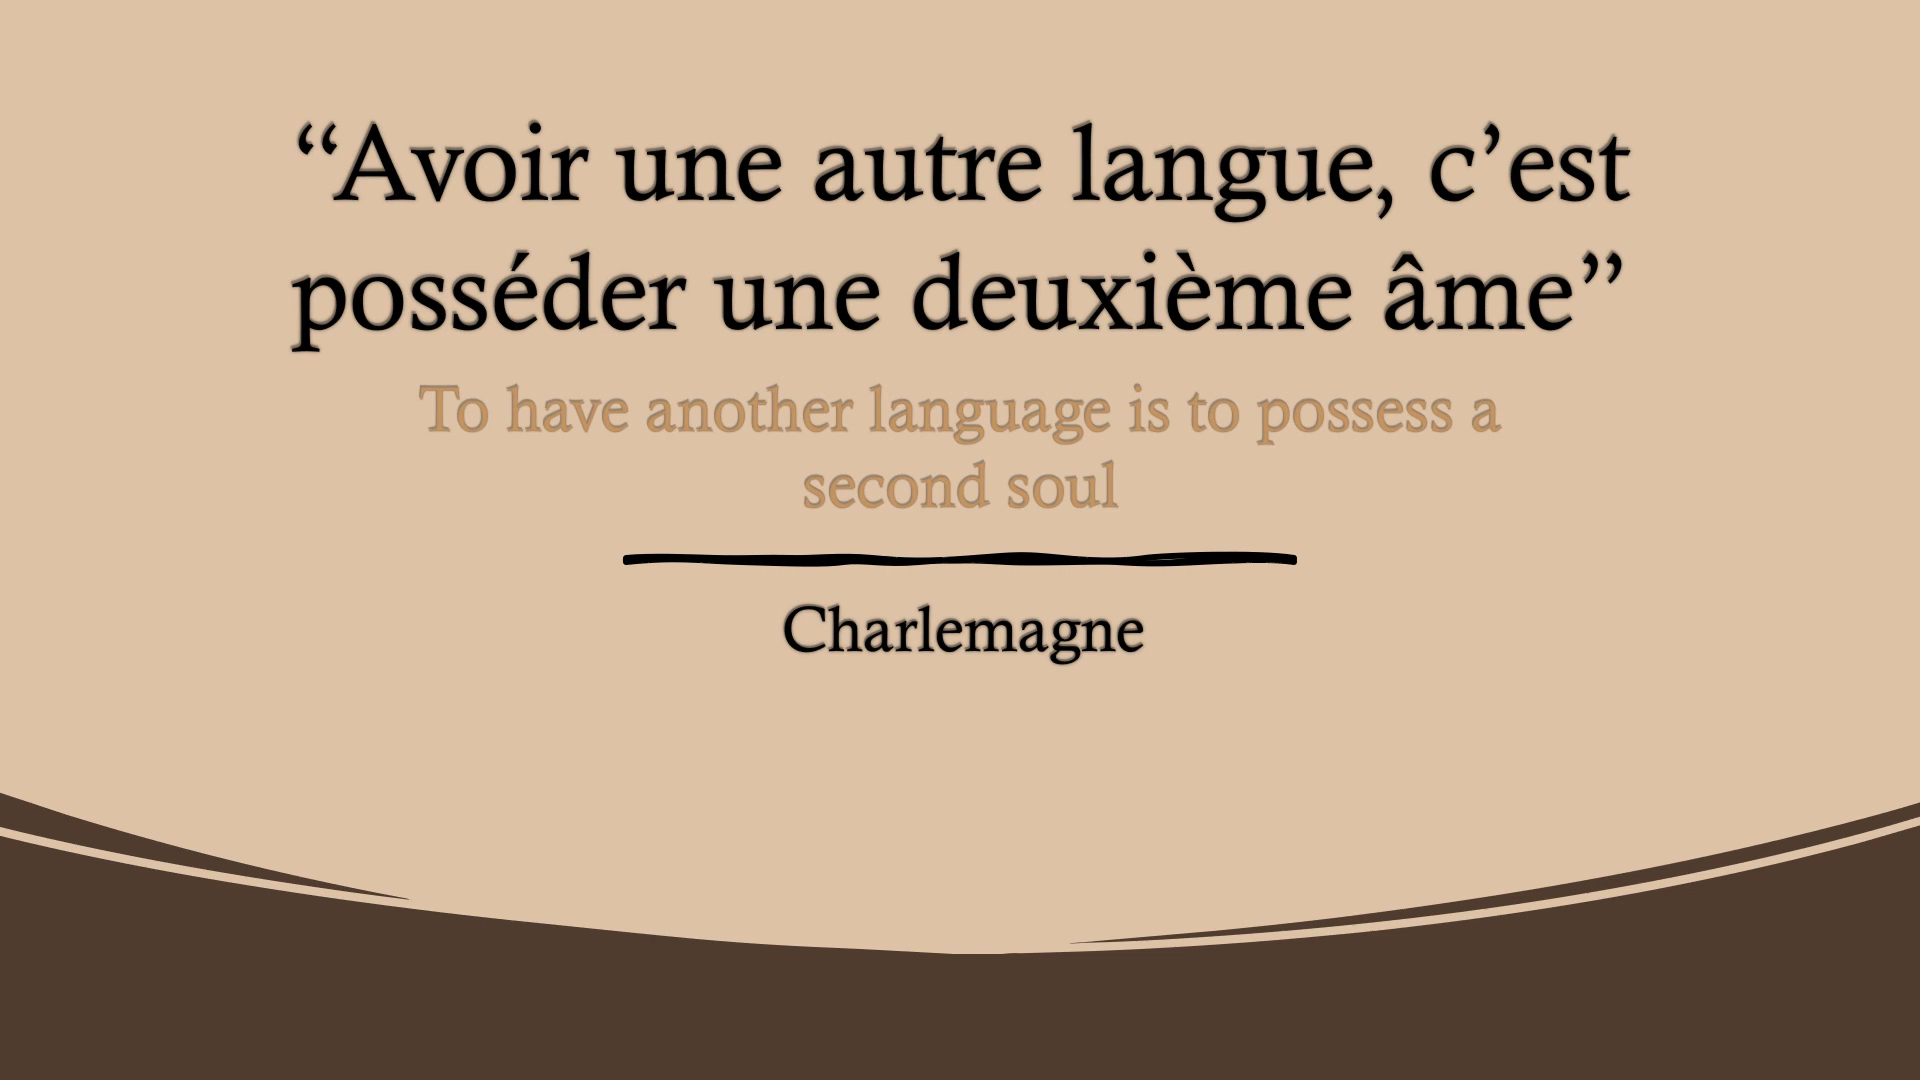 “Avoir une autre langue, c’est
posséder une deuxième âme”
To have another language is to possess a
second soul
Charlemagne